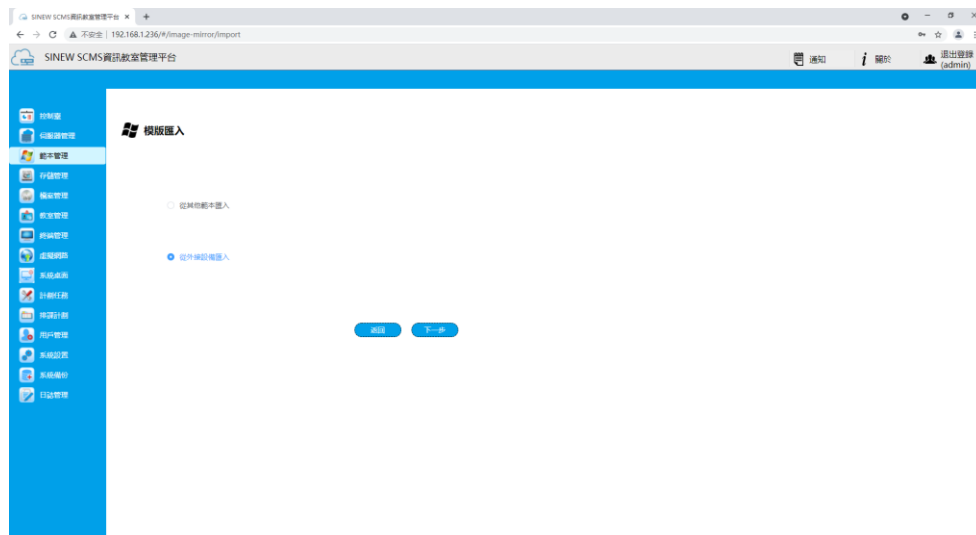 SINEW SCMS資訊教室管理平台
不安全 192.168.1.236/#/image-mirror/import
SINEW SCMS資訊教室管理平台
通知
關於
退出登錄
(admin)
控制臺
伺服器管理
範本管理
存儲管理
檔案管理
教室管理
終端管理
虛擬網路
系統桌面
計劃任務
排課計劃
用戶管理
系統設置
系統備份
日誌管理
模版匯入
從其他範本匯入
從外接設備匯入
返回
下一步